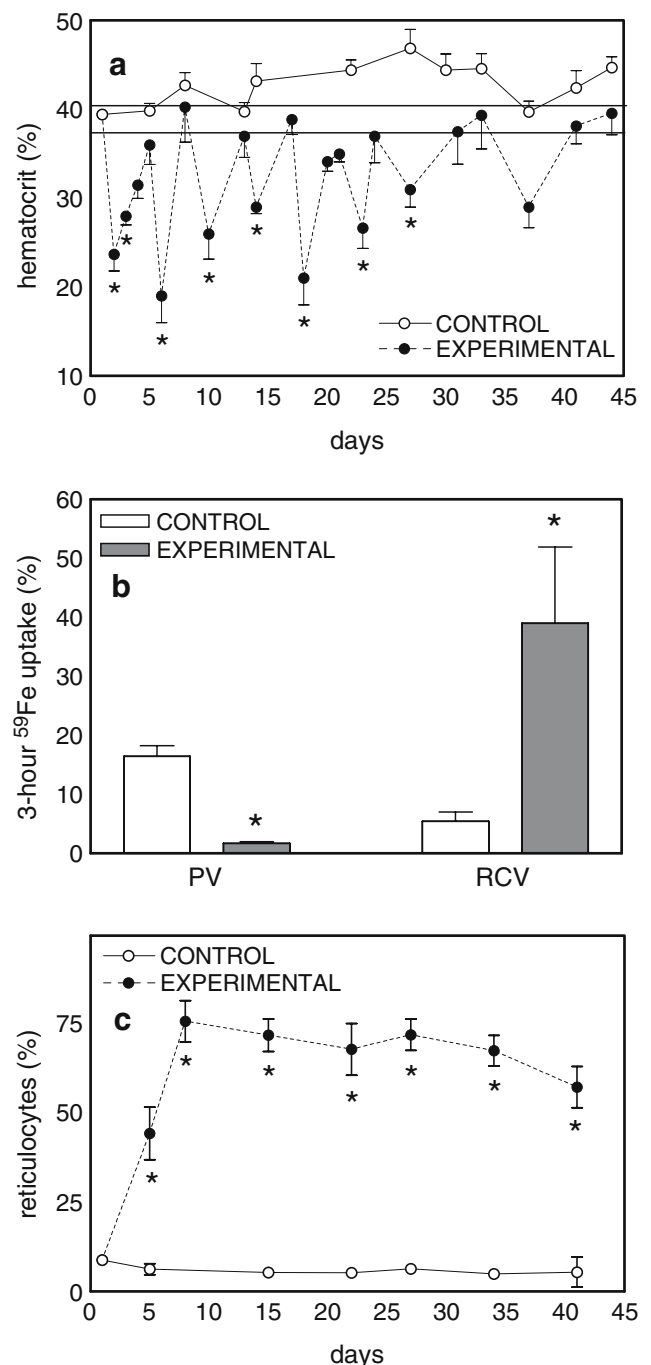 50
40
30
20
10
hematocrit (%)
a
*
*
*
*
*
*
*
*
CONTROL
EXPERIMENTAL
0 5 10 15 20 25 30 35 40 45
days
60
50
40
30
20
10
0
3-hour ⁵⁹Fe uptake (%)
CONTROL
EXPERIMENTAL
b
*
*
PV RCV
75
50
25
0
reticulocytes (%)
CONTROL
EXPERIMENTAL
c
*
*
*
*
*
*
*
0 5 10 15 20 25 30 35 40 45
days